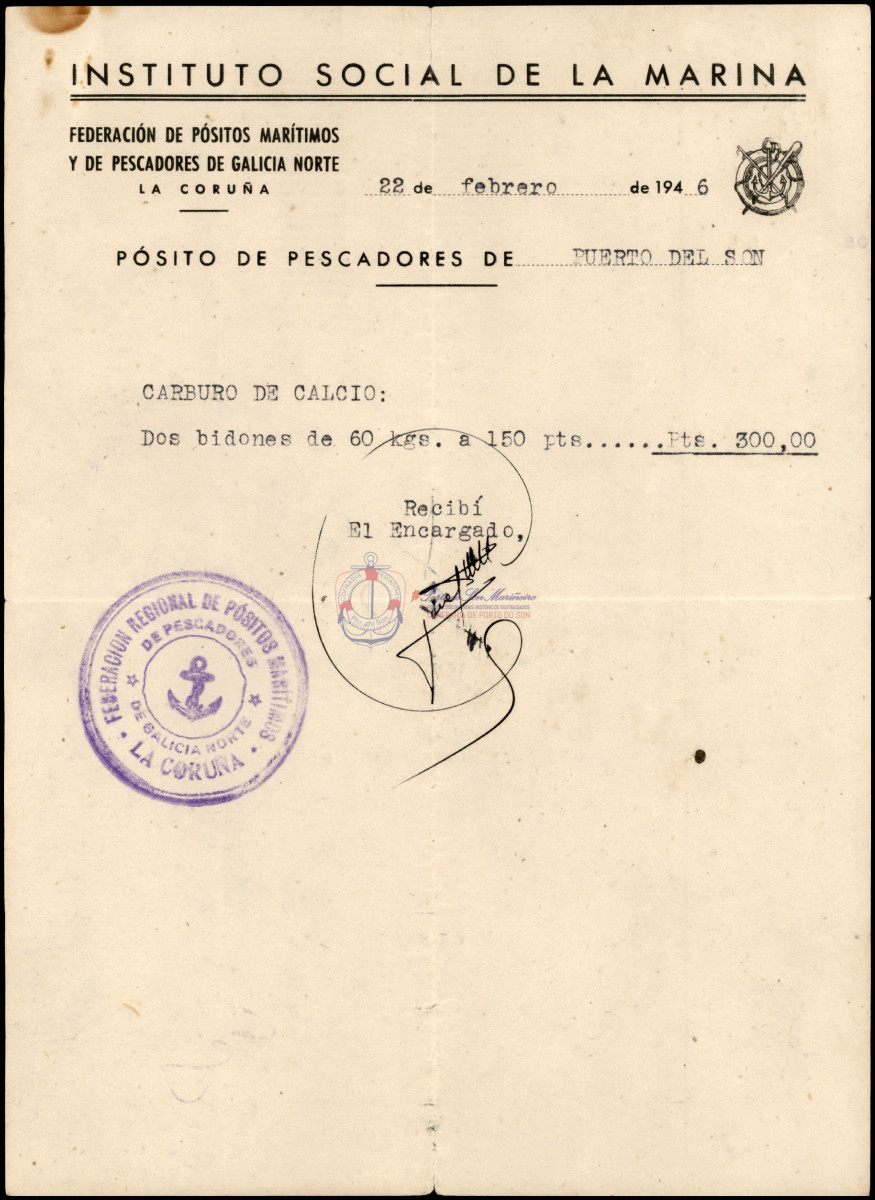 INSTITUTO SOCIAL DE LA MARINA
FEDERACIÓN DE PÓSITOS MARÍTIMOS
Y DE PESCADORES DE GALICIA NORTE
LA CORUÑA
22 de febrero de 1946
PÓSITO DE PESCADORES DE PUERTO DEL SON
CARBURO DE CALCIO:
Dos bidones de 60 kgs. a 150 pts......Pts. 300,00
Recibí
El Encargado,
FEDERACION REGIONAL DE PÓSITOS MARÍTIMOS
DE PESCADORES
DE GALICIA NORTE
LA CORUÑA